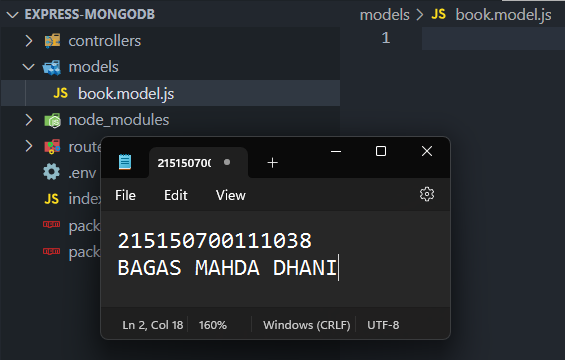 EXPRESS-MONGODB
controllers
models
JS book.model.js
node_modules
route
.env
JS index
pack
pack
models > JS book.model.js
1
21515070(
File Edit View
215150700111038
BAGAS MAHDA DHANI
Ln 2, Col 18 160% Windows (CRLF) UTF-8